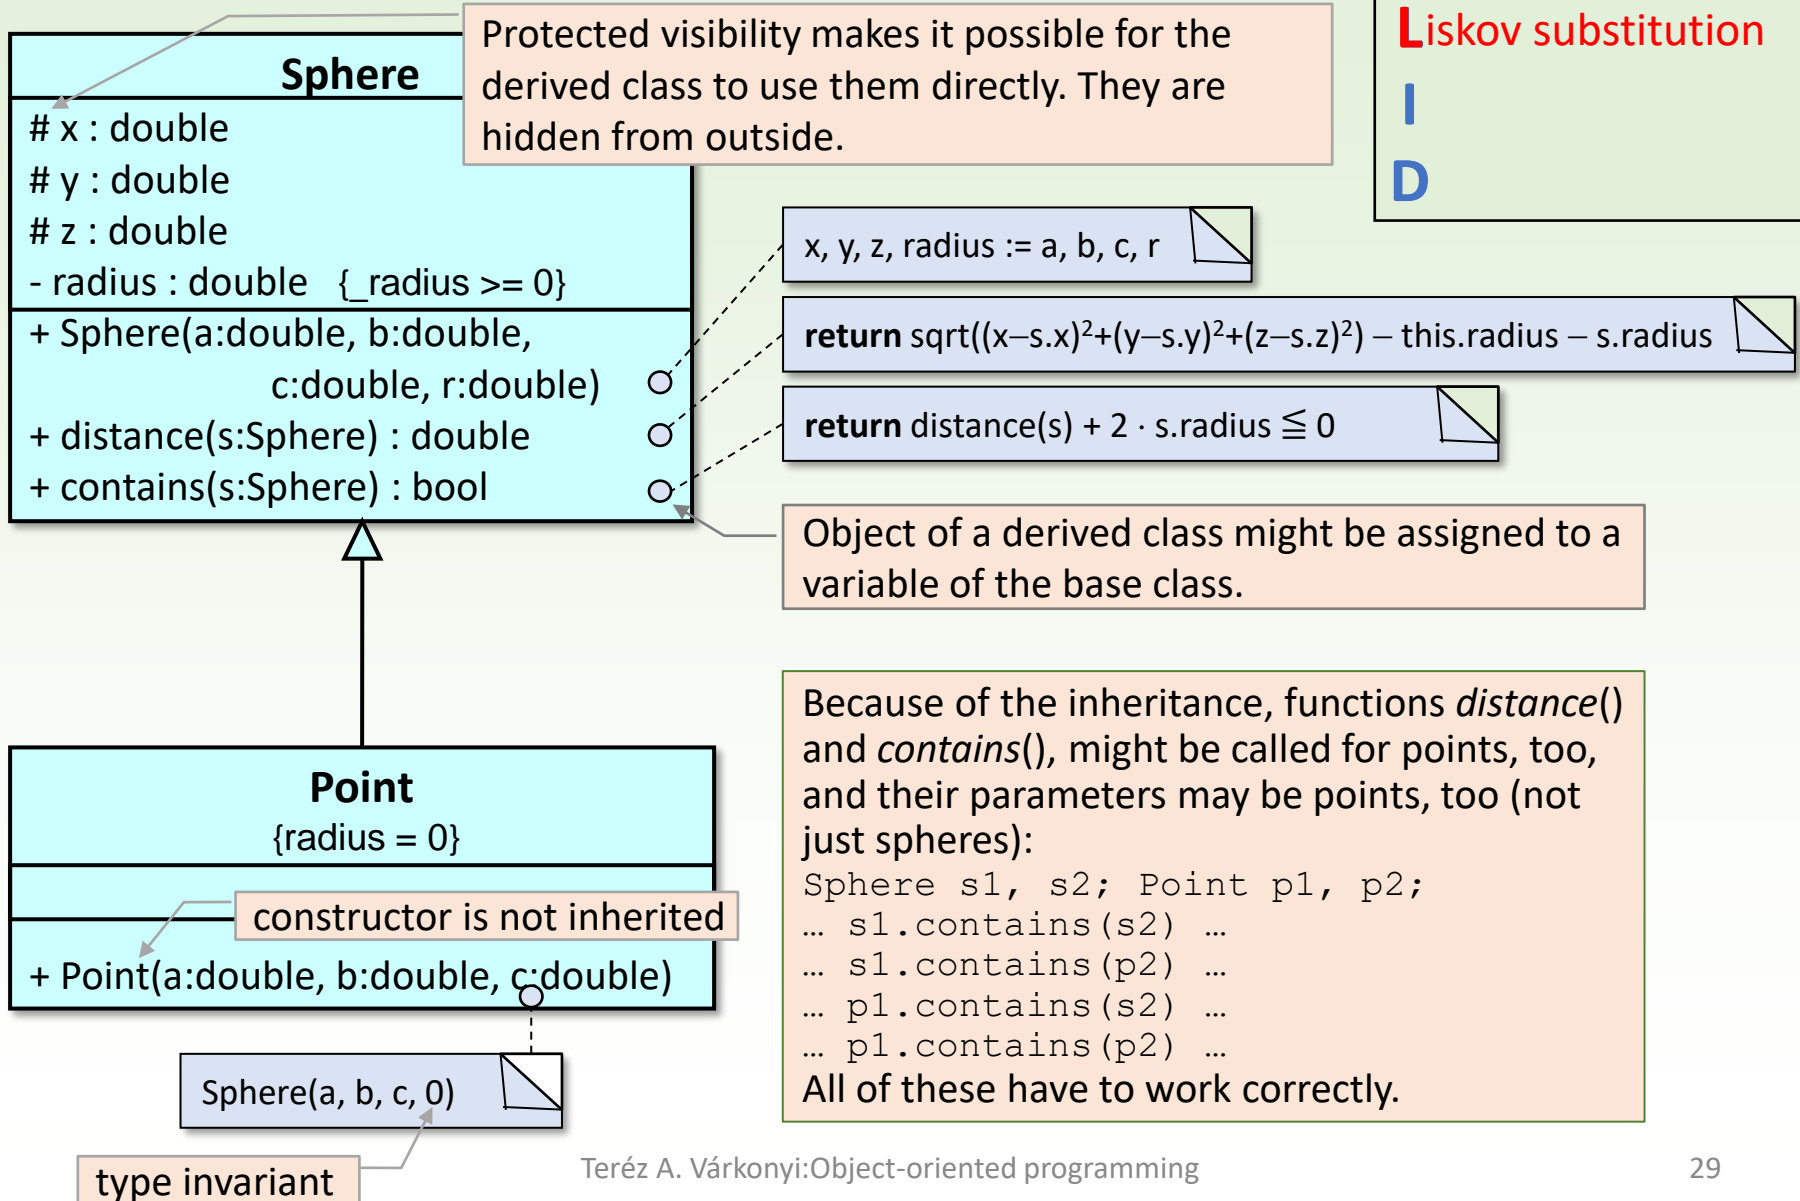 Protected visibility makes it possible for the
derived class to use them directly. They are
hidden from outside.
Liskov substitution
I
D
Sphere
# x : double
# y : double
# z : double
- radius : double {_radius >= 0}
+ Sphere(a:double, b:double,
c:double, r:double)
+ distance(s:Sphere) : double
+ contains(s:Sphere) : bool
x, y, z, radius := a, b, c, r
return sqrt((x–s.x)²+(y–s.y)²+(z–s.z)²) – this.radius – s.radius
return distance(s) + 2 · s.radius ≦ 0
Object of a derived class might be assigned to a
variable of the base class.
Point
{radius = 0}
constructor is not inherited
+ Point(a:double, b:double, c:double)
Sphere(a, b, c, 0)
type invariant
Because of the inheritance, functions distance()
and contains(), might be called for points, too,
and their parameters may be points, too (not
just spheres):
Sphere s1, s2; Point p1, p2;
… s1.contains(s2) …
… s1.contains(p2) …
… p1.contains(s2) …
… p1.contains(p2) …
All of these have to work correctly.
Teréz A. Várkonyi:Object-oriented programming
29